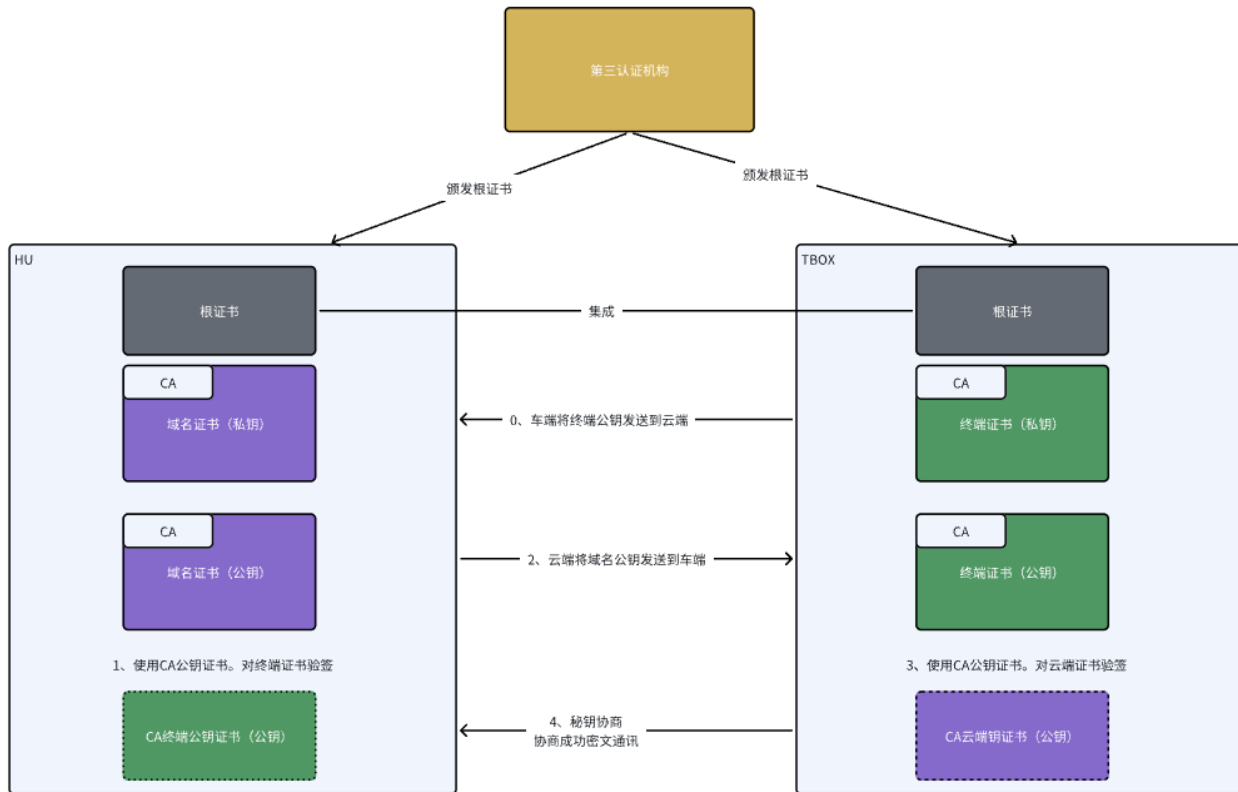 第三认证机构
颁发根证书
颁发根证书
HU
TBOX
根证书
集成
根证书
CA
域名证书（私钥）
0、车端将终端公钥发送到云端
CA
终端证书（私钥）
CA
域名证书（公钥）
2、云端将域名公钥发送到车端
CA
终端证书（公钥）
1、使用CA公钥证书。对终端证书验签
3、使用CA公钥证书。对云端证书验签
CA终端公钥证书（公钥）
4、秘钥协商
协商成功密文通讯
CA云端钥证书（公钥）